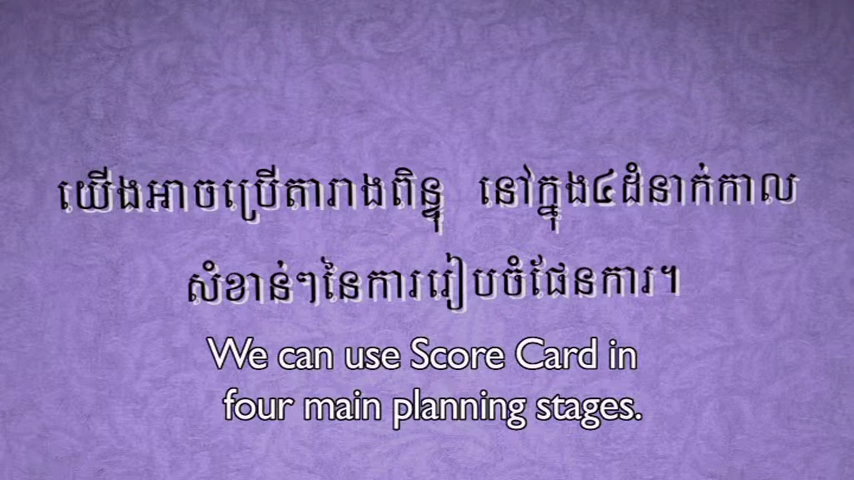 យើងអាចប្រើតារាងពិន្ទុ នៅក្នុង៤ដំនាក់កាល
សំខាន់ៗនៃការរៀបចំផែនការ។
We can use Score Card in
four main planning stages.